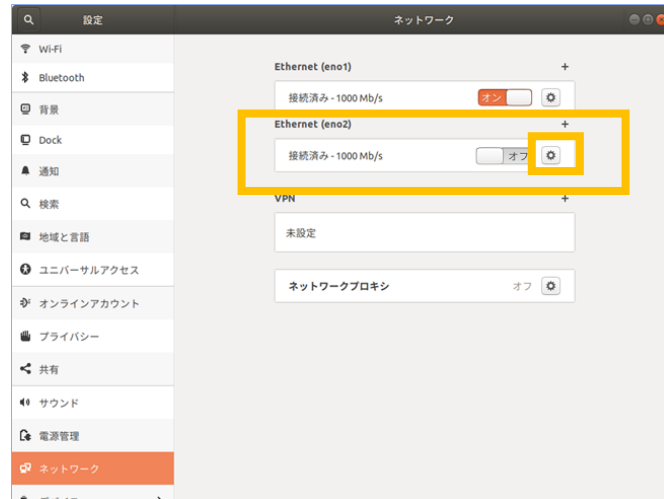 設定
ネットワーク
Wi-Fi
Bluetooth
背景
Dock
通知
検索
地域と言語
ユニバーサルアクセス
オンラインアカウント
プライバシー
共有
サウンド
電源管理
ネットワーク
Ethernet (eno1)
接続済み - 1000 Mb/s
オン
Ethernet (eno2)
接続済み - 1000 Mb/s
オフ
VPN
未設定
ネットワークプロキシ
オフ